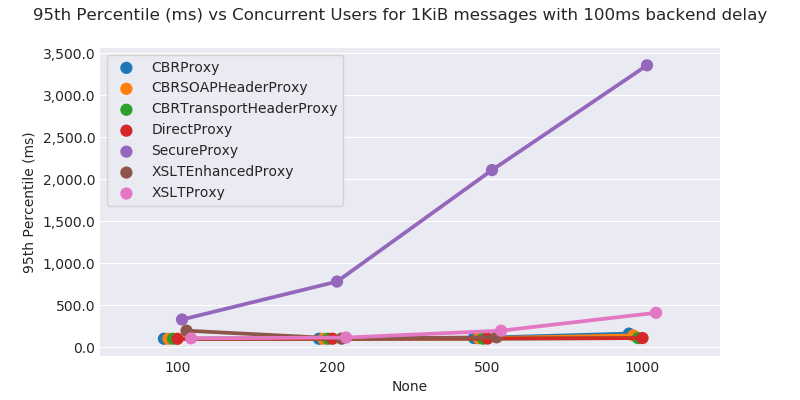 95th Percentile (ms) vs Concurrent Users for 1KiB messages with 100ms backend delay
3,500.0
3,000.0
2,500.0
2,000.0
1,500.0
1,000.0
500.0
0.0
95th Percentile (ms)
CBRProxy
CBRSOAPHeaderProxy
CBRTransportHeaderProxy
DirectProxy
SecureProxy
XSLTEnhancedProxy
XSLTProxy
100
200
500
1000
None